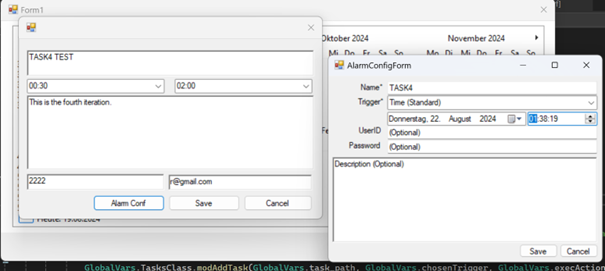 Form1
Oktober 2024
November 2024
Mi Do Fr Sa So
Mo Di Mi Do Fr Sa So
TASK4 TEST
00:30
02:00
This is the fourth iteration.
2222
r@gmail.com
Alarm Conf
Save
Cancel
Heute: 19.08.2024
AlarmConfigForm
Name*
TASK4
Trigger*
Time (Standard)
Donnerstag, 22. August 2024
01:38:19
UserID
(Optional)
Password
(Optional)
Description (Optional)
Save
Cancel
GlobalVars.TasksClass.modAddTask(GlobalVars.task_path, GlobalVars.chosenTrigger, GlobalVars.execAction